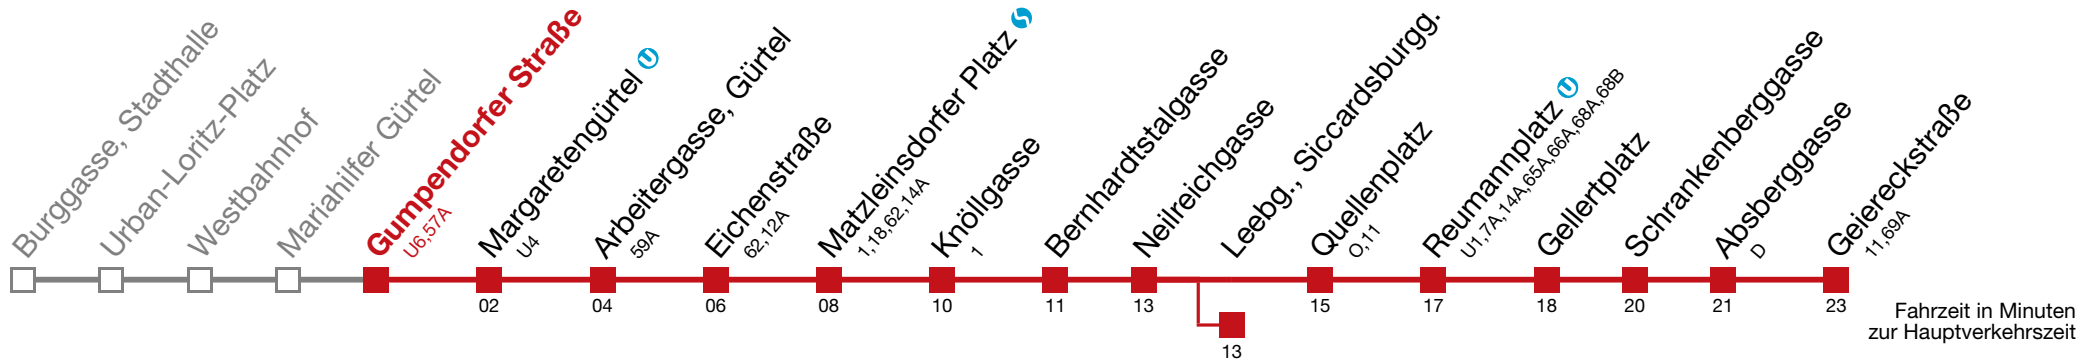 Burggasse, Stadthalle
Urban-Loritz-Platz
Westbahnhof
Mariahilfer Gürtel
Gumpendorfer Straße
U6,57A
Margaretengürtel
U4
02
Arbeitergasse, Gürtel
59A
04
Eichenstraße
62,12A
06
Matzleinsdorfer Platz
1,18,62,14A
08
Knöllgasse
1
10
Bernhardtstalgasse
11
Neilreichgasse
13
Leebg., Siccardsburgg.
13
Quellenplatz
O,11
15
Reumannplatz
U1,7A,14A,65A,66A,68A,68B
17
Gellertplatz
18
Schrankenberggasse
20
Absberggasse
D
21
Geiereckstraße
11,69A
23
Fahrzeit in Minuten
zur Hauptverkehrszeit